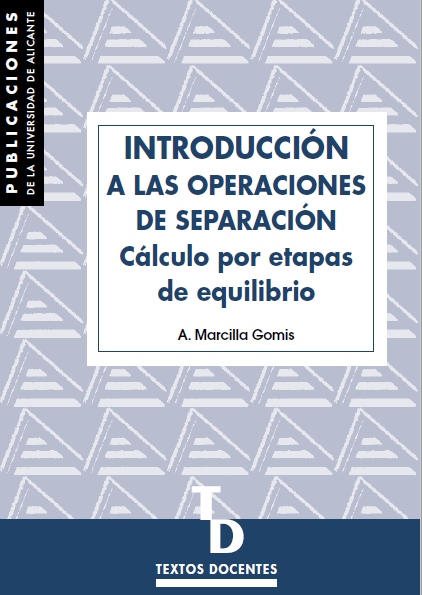 PUBLICACIONES
DE LA UNIVERSIDAD DE ALICANTE
INTRODUCCIÓN
A LAS OPERACIONES
DE SEPARACIÓN
Cálculo por etapas
de equilibrio
A. Marcilla Gomis
TD
TEXTOS DOCENTES